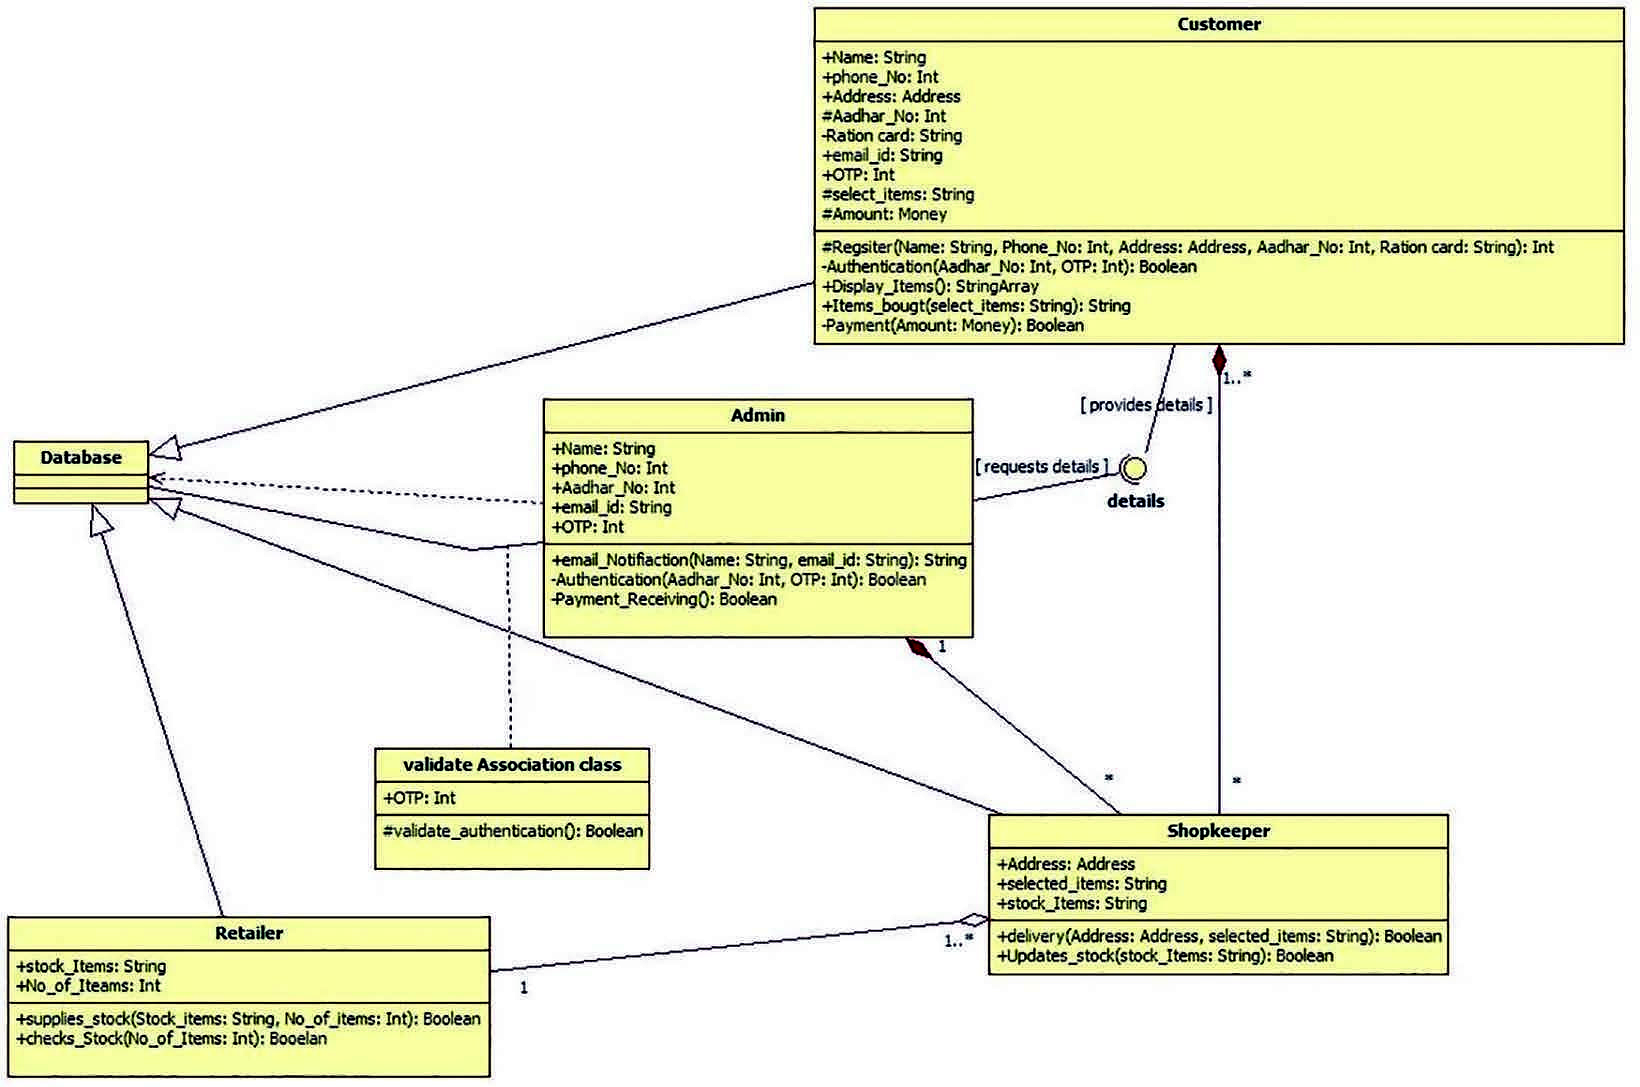 Customer
+Name: String
+phone_No: Int
+Address: Address
#Aadhar_No: Int
-Ration card: String
+email_id: String
+OTP: Int
#select_items: String
#Amount: Money
#Regsiter(Name: String, Phone_No: Int, Address: Address, Aadhar_No: Int, Ration card: String): Int
-Authentication(Aadhar_No: Int, OTP: Int): Boolean
+Display_Items(): StringArray
+Items_bougt(select_items: String): String
-Payment(Amount: Money): Boolean
1..*
[ provides details ]
Admin
+Name: String
+phone_No: Int
+Aadhar_No: Int
+email_id: String
+OTP: Int
+email_Notifiaction(Name: String, email_id: String): String
-Authentication(Aadhar_No: Int, OTP: Int): Boolean
-Payment_Receiving(): Boolean
[ requests details ]
details
Database
1
*
*
validate Association class
+OTP: Int
#validate_authentication(): Boolean
Shopkeeper
+Address: Address
+selected_items: String
+stock_Items: String
+delivery(Address: Address, selected_items: String): Boolean
+Updates_stock(stock_Items: String): Boolean
1..*
1
Retailer
+stock_Items: String
+No_of_Iteams: Int
+supplies_stock(Stock_items: String, No_of_items: Int): Boolean
+checks_Stock(No_of_Items: Int): Booelan